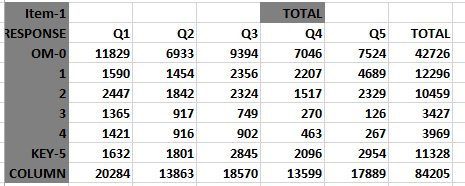 Item-1 TOTAL
RESPONSE Q1 Q2 Q3 Q4 Q5 TOTAL
OM-0 11829 6933 9394 7046 7524 42726
1 1590 1454 2356 2207 4689 12296
2 2447 1842 2324 1517 2329 10459
3 1365 917 749 270 126 3427
4 1421 916 902 463 267 3969
KEY-5 1632 1801 2845 2096 2954 11328
COLUMN 20284 13863 18570 13599 17889 84205